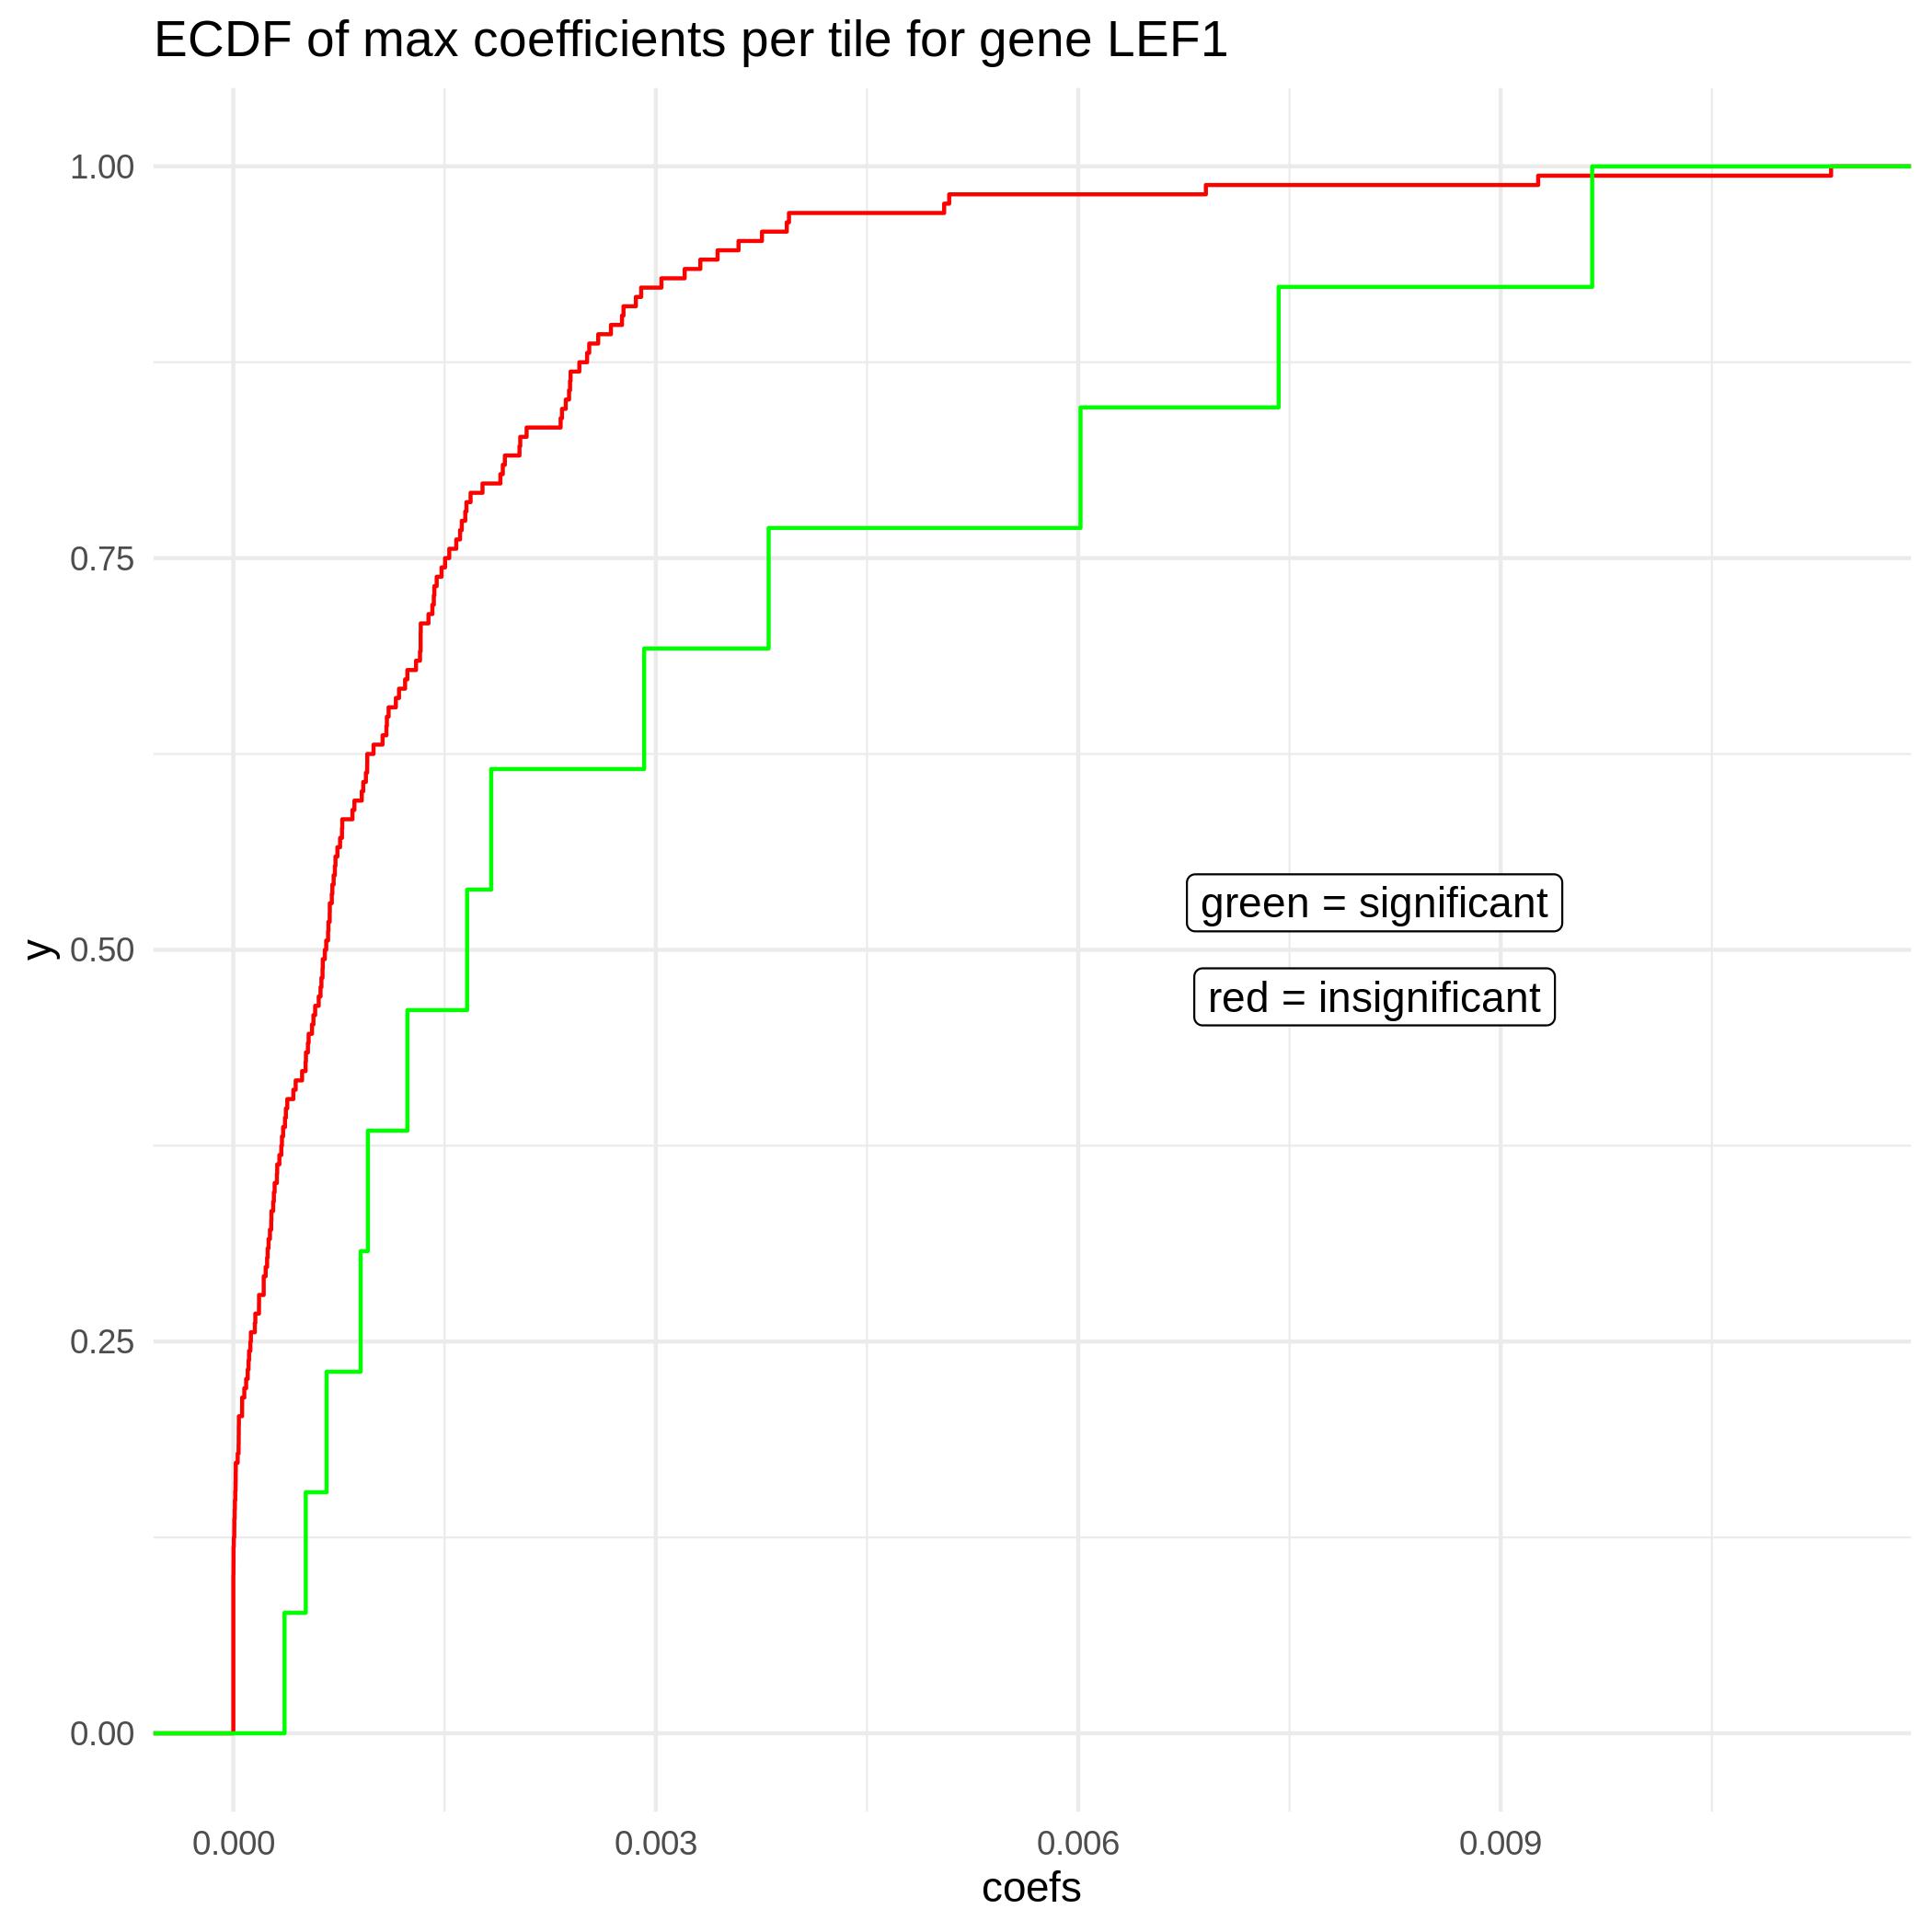 ECDF of max coefficients per tile for gene LEF1
1.00
0.75
0.50
0.25
0.00
y
green = significant
red = insignificant
0.000 0.003 0.006 0.009
coefs